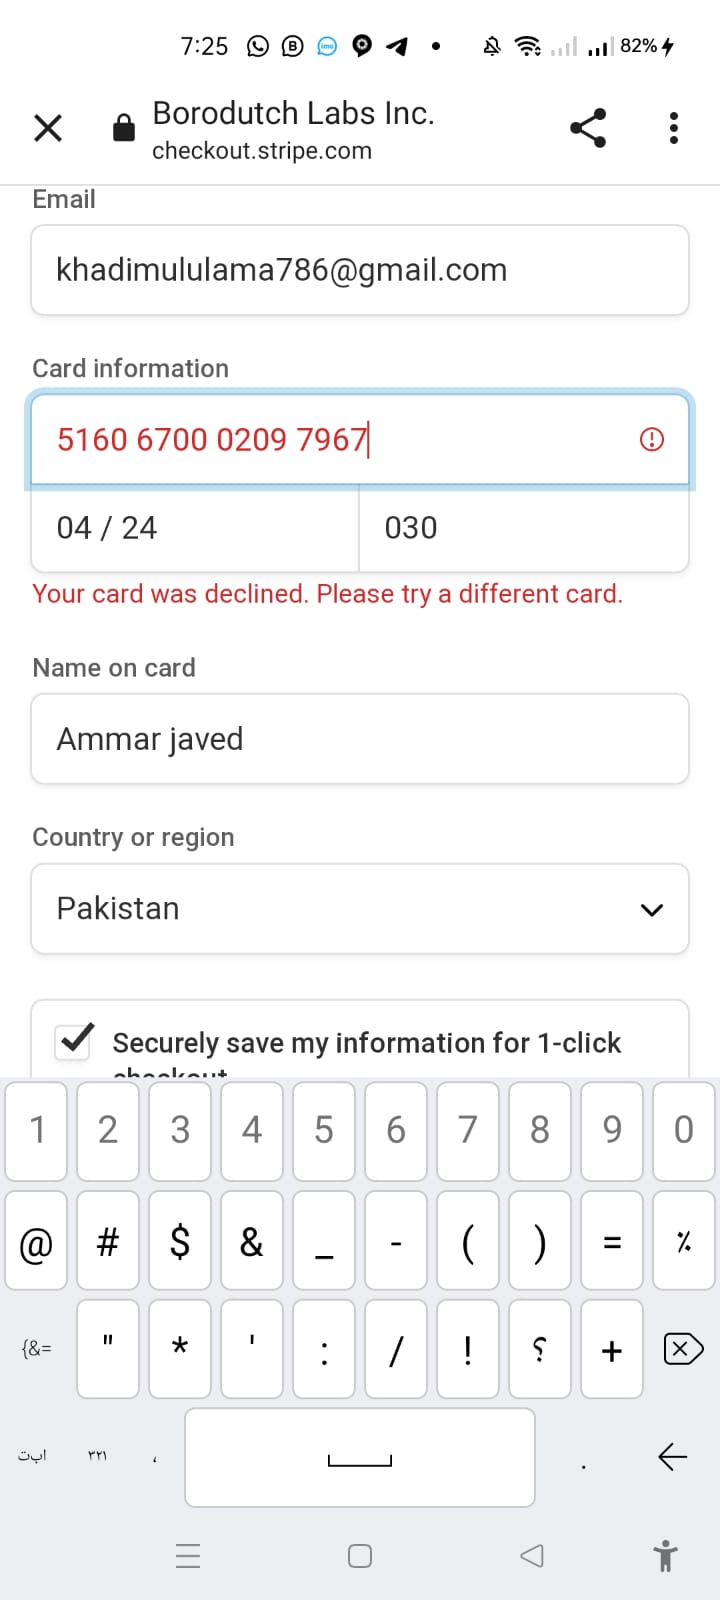 7:25 B imo 82%
Borodutch Labs Inc.
checkout.stripe.com
Email
khadimululama786@gmail.com
Card information
5160 6700 0209 7967
04 / 24 030
Your card was declined. Please try a different card.
Name on card
Ammar javed
Country or region
Pakistan
Securely save my information for 1-click
checkout
1 2 3 4 5 6 7 8 9 0
@ # $ & _ - ( ) = ٪
{&= " * ' : / ! ؟ +
اب‌ت ۳۲۱ ، .